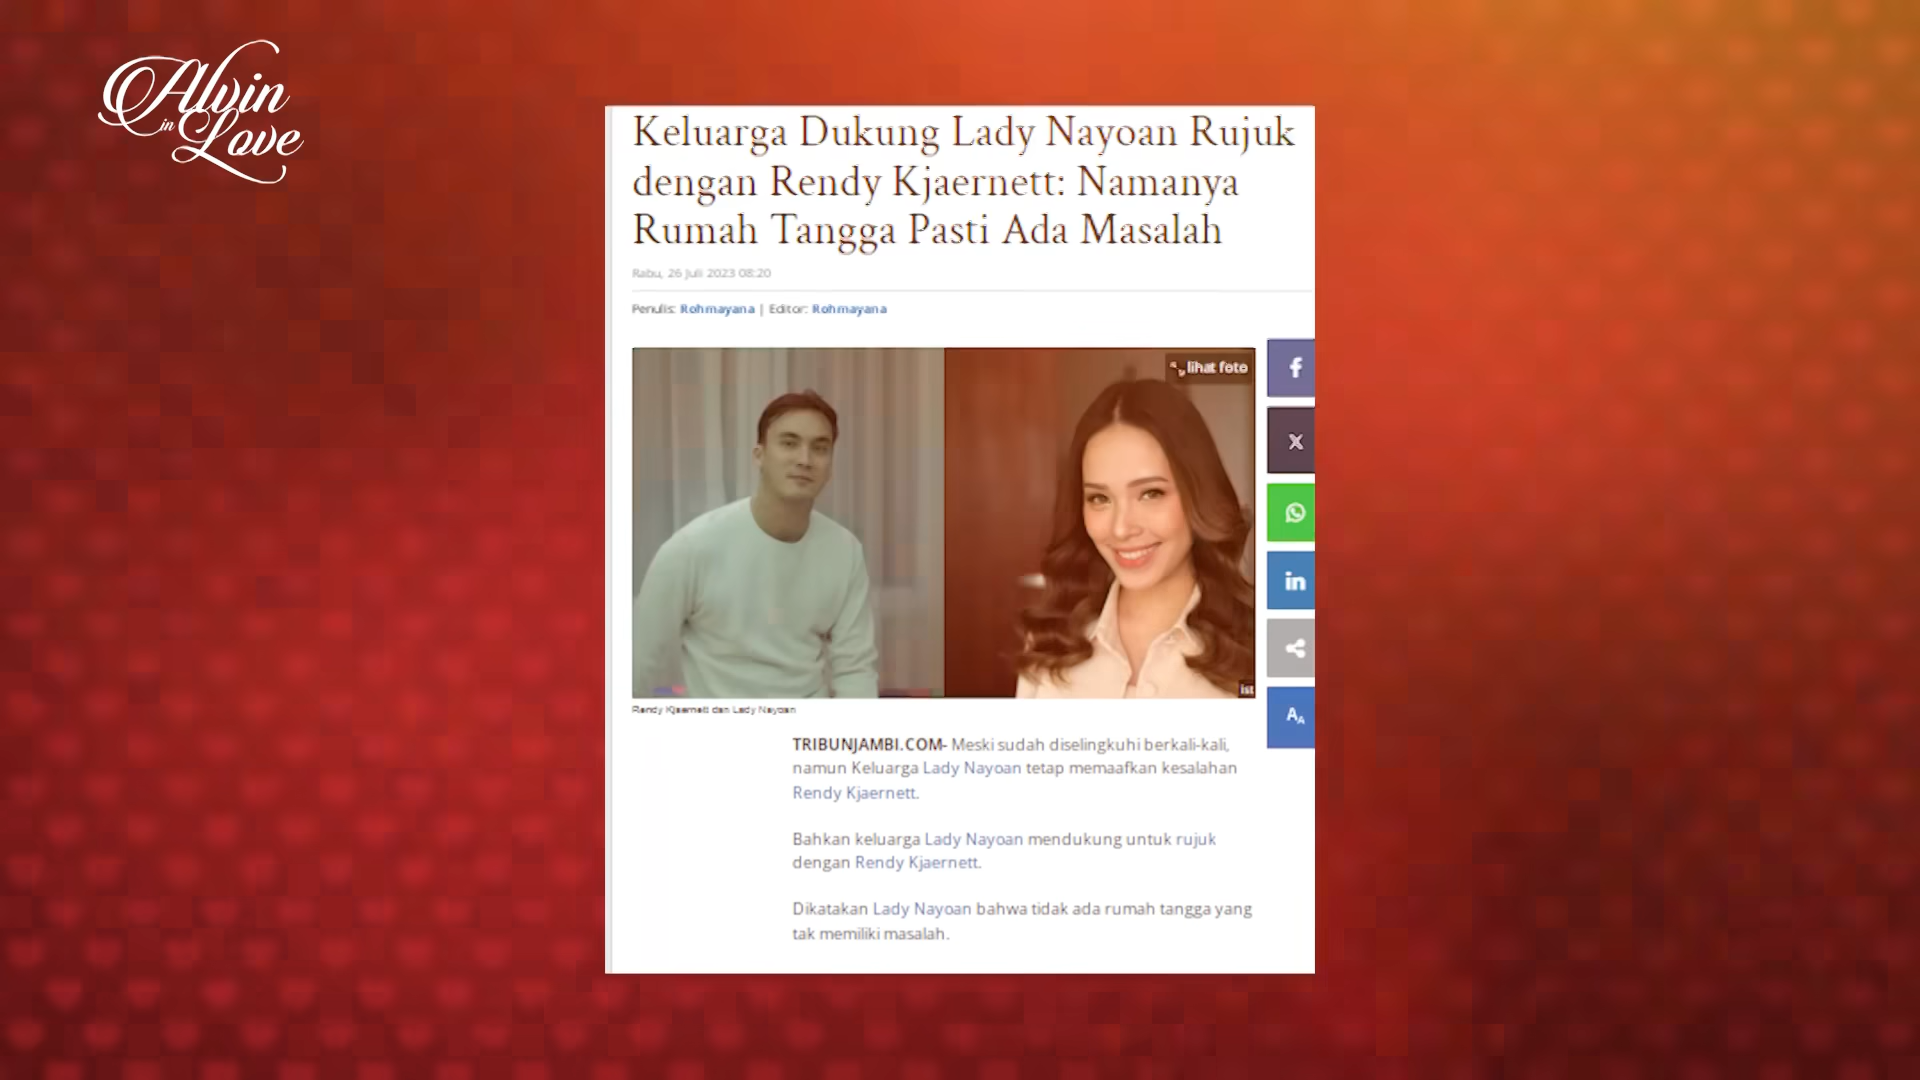 Alvin
in
Love
Keluarga Dukung Lady Nayoan Rujuk
dengan Rendy Kjaernett: Namanya
Rumah Tangga Pasti Ada Masalah
Rabu, 26 Juli 2023 08:20
Penulis: Rohmayana | Editor: Rohmayana
lihat foto
ist
Rendy Kjaernett dan Lady Nayoan
TRIBUNJAMBI.COM- Meski sudah diselingkuhi berkali-kali,
namun Keluarga Lady Nayoan tetap memaafkan kesalahan
Rendy Kjaernett.
Bahkan keluarga Lady Nayoan mendukung untuk rujuk
dengan Rendy Kjaernett.
Dikatakan Lady Nayoan bahwa tidak ada rumah tangga yang
tak memiliki masalah.